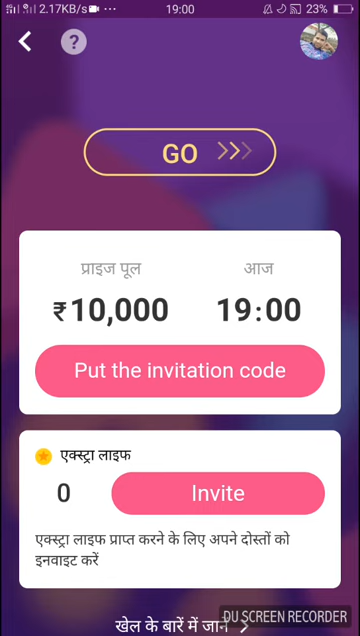 2.17KB/s ... 19:00 23%
?
GO
प्राइज पूल आज
₹10,000 19:00
Put the invitation code
एक्स्ट्रा लाइफ
0 Invite
एक्स्ट्रा लाइफ प्राप्त करने के लिए अपने दोस्तों को
इनवाइट करें
खेल के बारें में जानें
DU SCREEN RECORDER